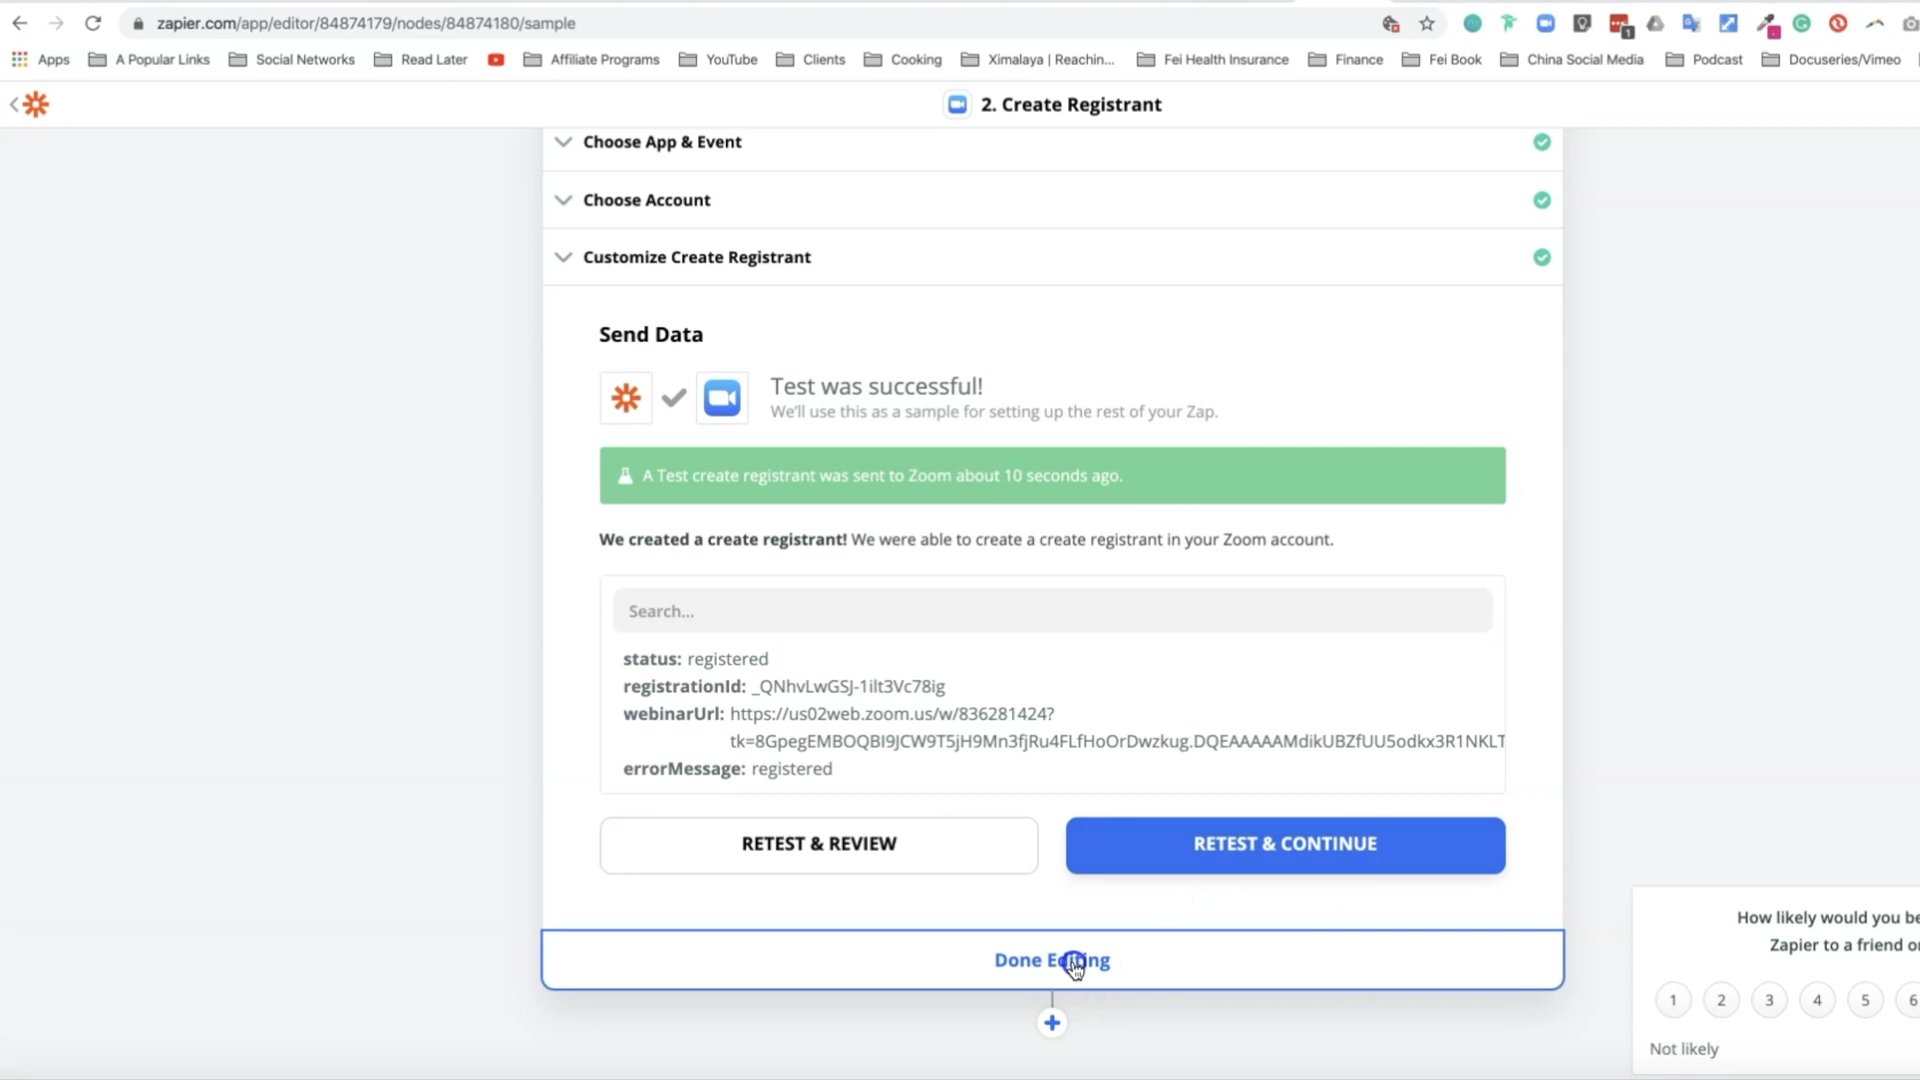 zapier.com/app/editor/84874179/nodes/84874180/sample
Apps A Popular Links Social Networks Read Later Affiliate Programs YouTube Clients Cooking Ximalaya | Reachin... Fei Health Insurance Finance Fei Book China Social Media Podcast Docuseries/Vimeo
2. Create Registrant
Choose App & Event
Choose Account
Customize Create Registrant
Send Data
Test was successful!
We'll use this as a sample for setting up the rest of your Zap.
A Test create registrant was sent to Zoom about 10 seconds ago.
We created a create registrant! We were able to create a create registrant in your Zoom account.
Search...
status: registered
registrationId: _QNhvLwGSJ-1ilt3Vc78ig
webinarUrl: https://us02web.zoom.us/w/836281424?
tk=8GpegEMBOQBI9JCW9T5jH9Mn3fjRu4FLfHoOrDwzkug.DQEAAAAAMdikUBZfUU5odkx3R1NKLT
errorMessage: registered
RETEST & REVIEW RETEST & CONTINUE
Done Editing
How likely would you be
Zapier to a friend o
1 2 3 4 5 6
Not likely